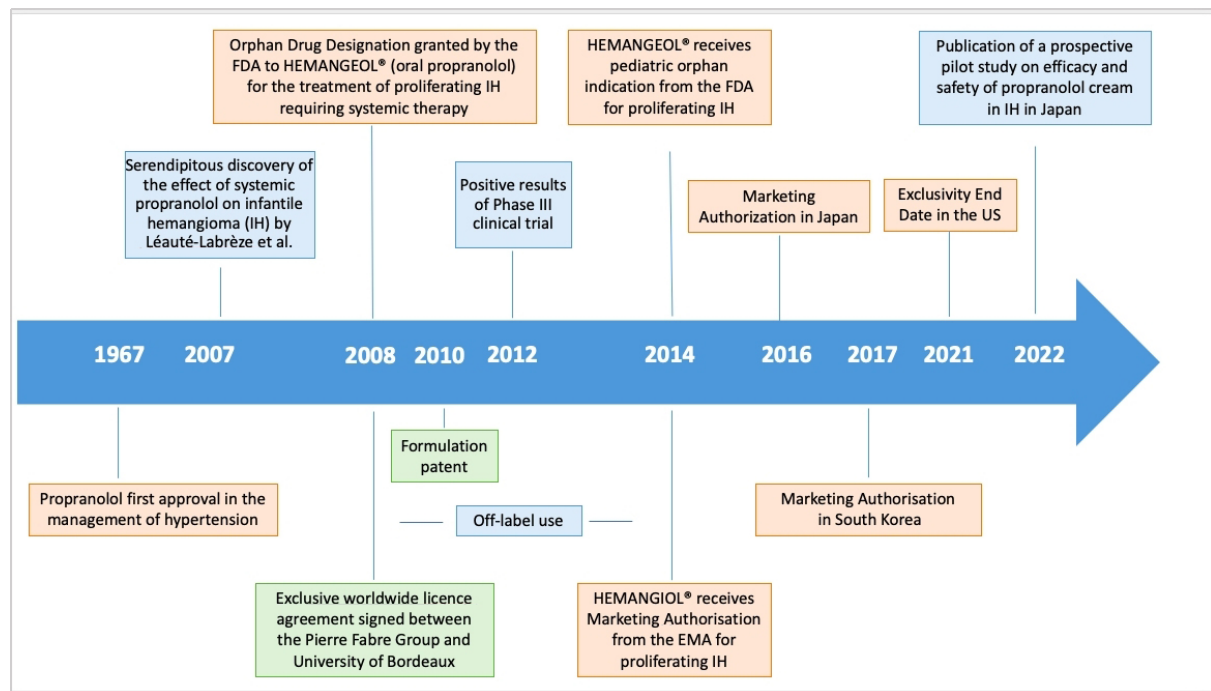 Orphan Drug Designation granted by the
FDA to HEMANGEOL® (oral propranolol)
for the treatment of proliferating IH
requiring systemic therapy
HEMANGEOL® receives
pediatric orphan
indication from the FDA
for proliferating IH
Publication of a prospective
pilot study on efficacy and
safety of propranolol cream
in IH in Japan
Serendipitous discovery of
the effect of systemic
propranolol on infantile
hemangioma (IH) by
Léauté-Labrèze et al.
Positive results
of Phase III
clinical trial
Marketing
Authorization in Japan
Exclusivity End
Date in the US
1967 2007 2008 2010 2012 2014 2016 2017 2021 2022
Formulation
patent
Propranolol first approval in the
management of hypertension
Off-label use
Marketing Authorisation
in South Korea
Exclusive worldwide licence
agreement signed between
the Pierre Fabre Group and
University of Bordeaux
HEMANGIOL® receives
Marketing Authorisation
from the EMA for
proliferating IH